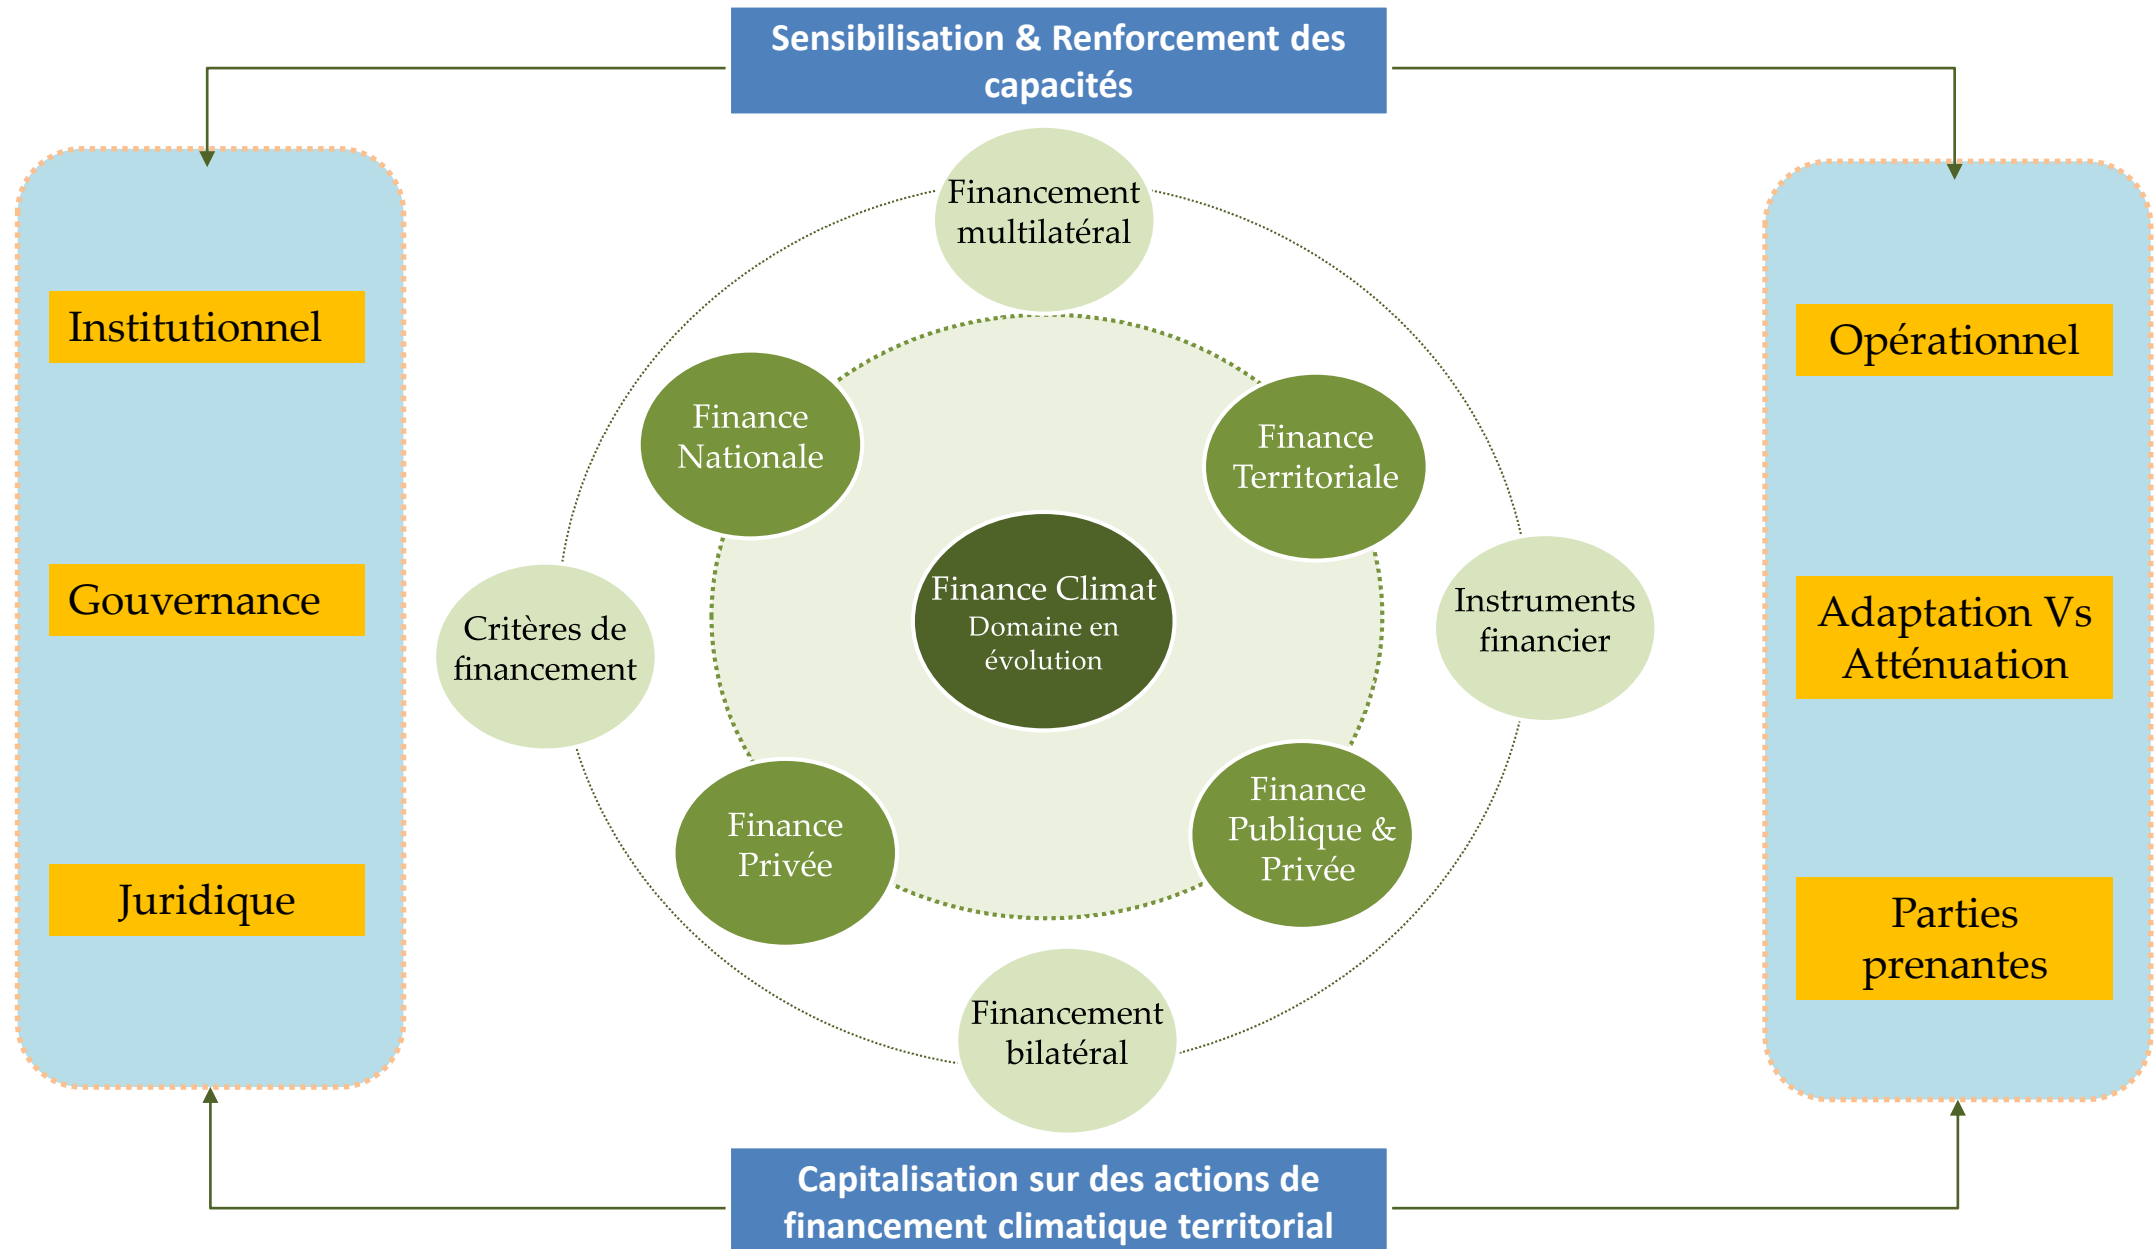 Sensibilisation & Renforcement des
capacités
Institutionnel
Gouvernance
Juridique
Financement
multilatéral
Finance
Nationale
Finance
Territoriale
Finance Climat
Domaine en
évolution
Critères de
financement
Instruments
financier
Finance
Privée
Finance
Publique &
Privée
Financement
bilatéral
Opérationnel
Adaptation Vs
Atténuation
Parties
prenantes
Capitalisation sur des actions de
financement climatique territorial